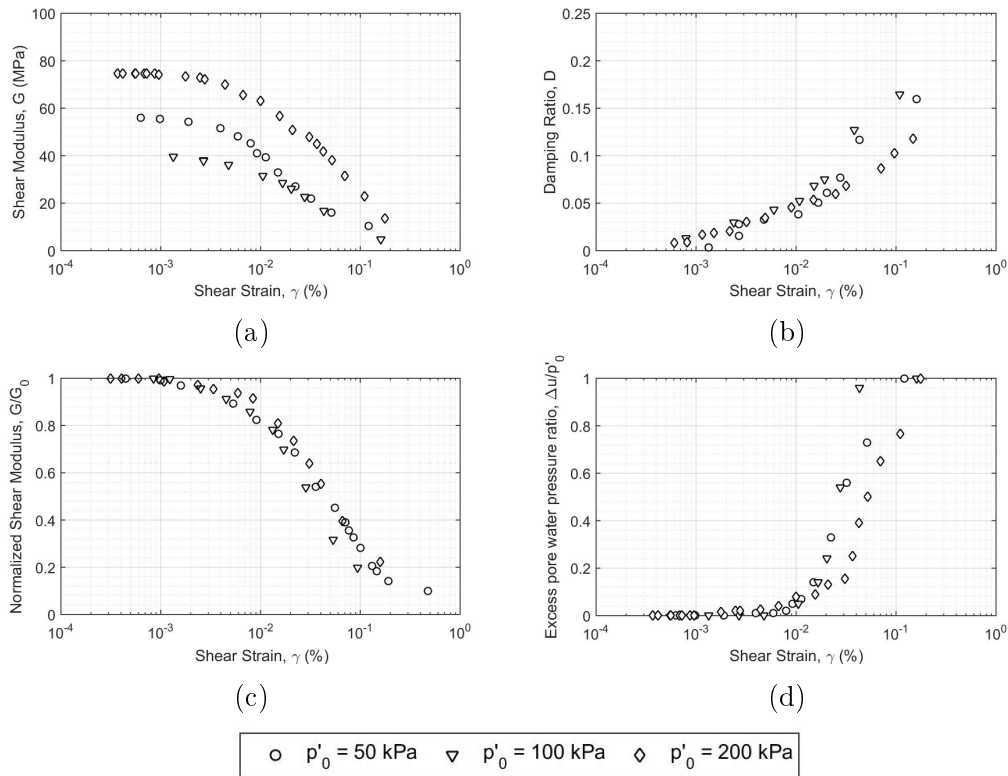 100
80
60
40
20
0
Shear Modulus, G (MPa)
10^-4 10^-3 10^-2 10^-1 10^0
Shear Strain, γ (%)
(a)
0.25
0.2
0.15
0.1
0.05
0
Damping Ratio, D
10^-4 10^-3 10^-2 10^-1 10^0
Shear Strain, γ (%)
(b)
1
0.8
0.6
0.4
0.2
0
Normalized Shear Modulus, G/G_0
10^-4 10^-3 10^-2 10^-1 10^0
Shear Strain, γ (%)
(c)
1
0.8
0.6
0.4
0.2
0
Excess pore water pressure ratio, Δu/p'_0
10^-4 10^-3 10^-2 10^-1 10^0
Shear Strain, γ (%)
(d)
p'_0 = 50 kPa p'_0 = 100 kPa p'_0 = 200 kPa